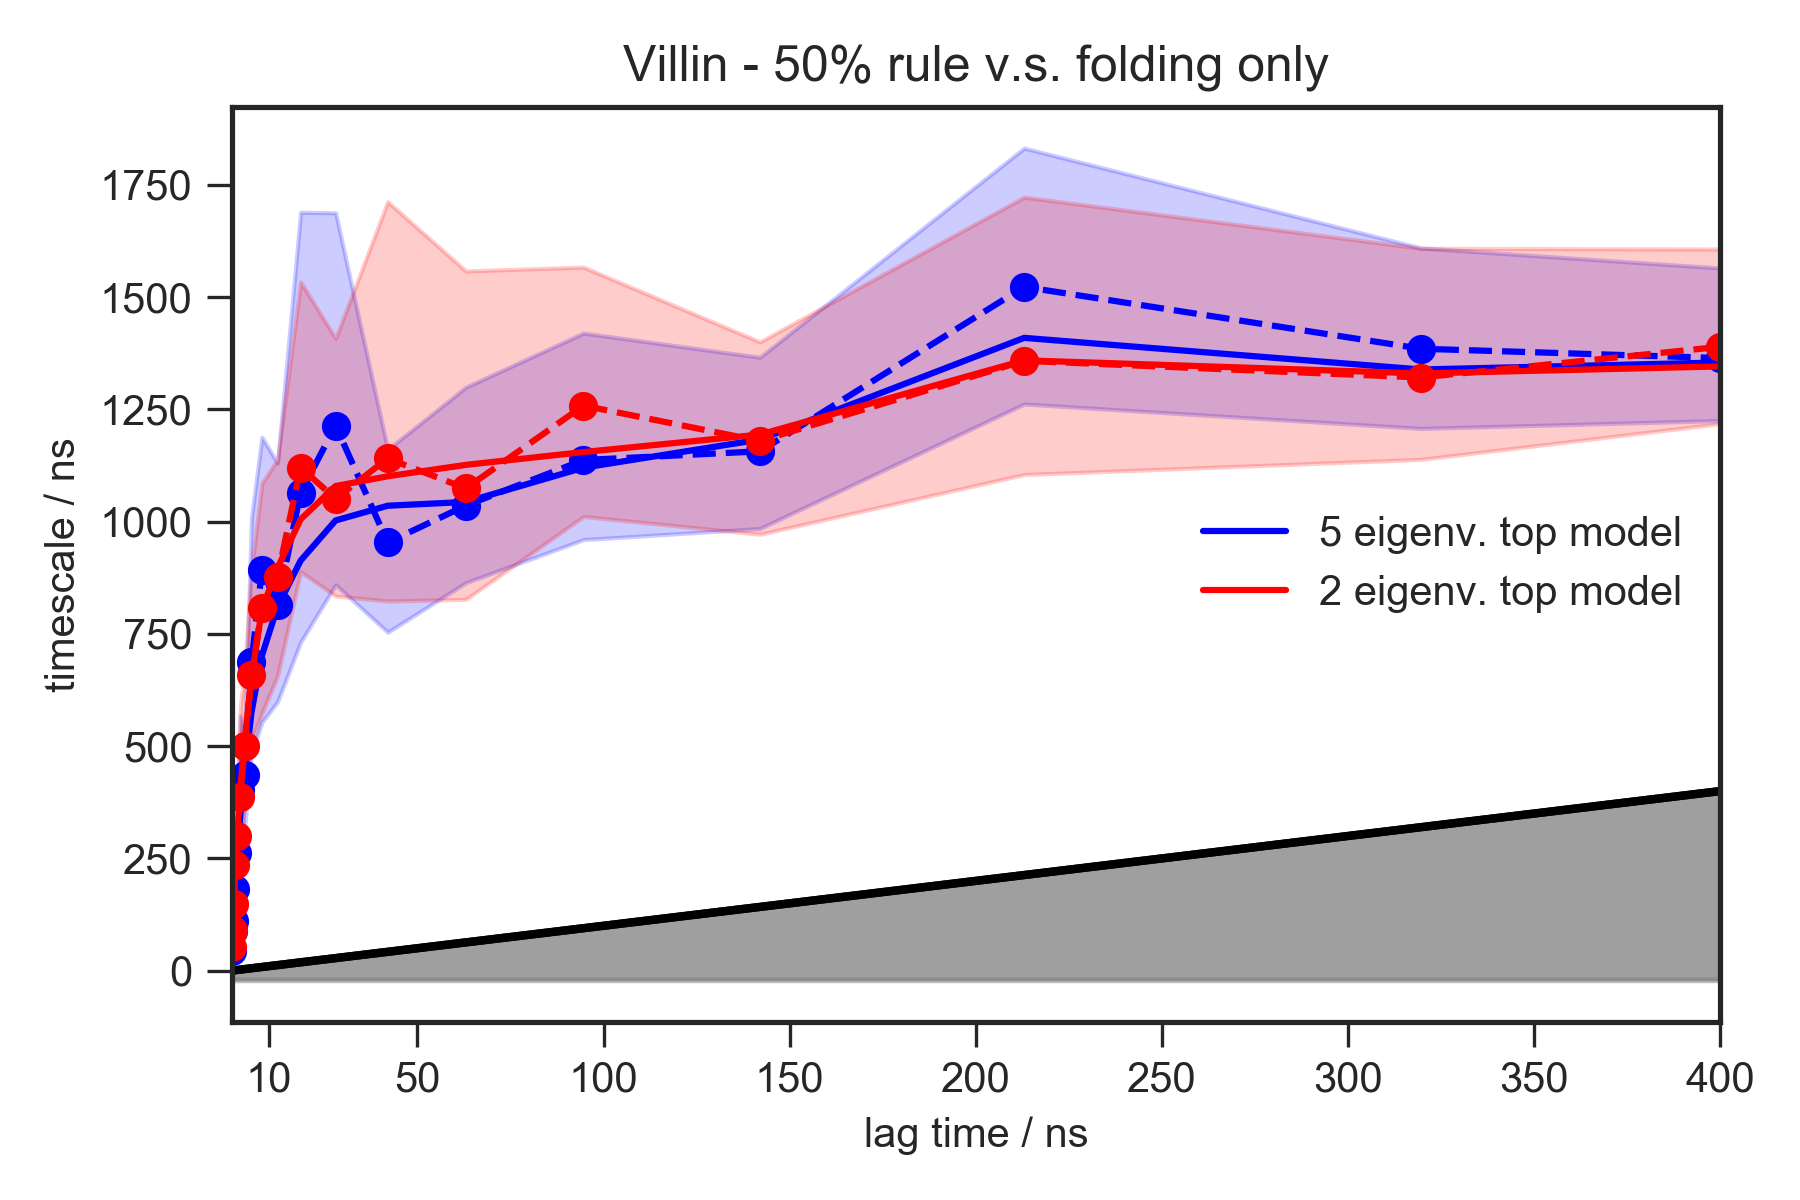 Villin - 50% rule v.s. folding only
timescale / ns
1750
1500
1250
1000
750
500
250
0
5 eigenv. top model
2 eigenv. top model
10 50 100 150 200 250 300 350 400
lag time / ns